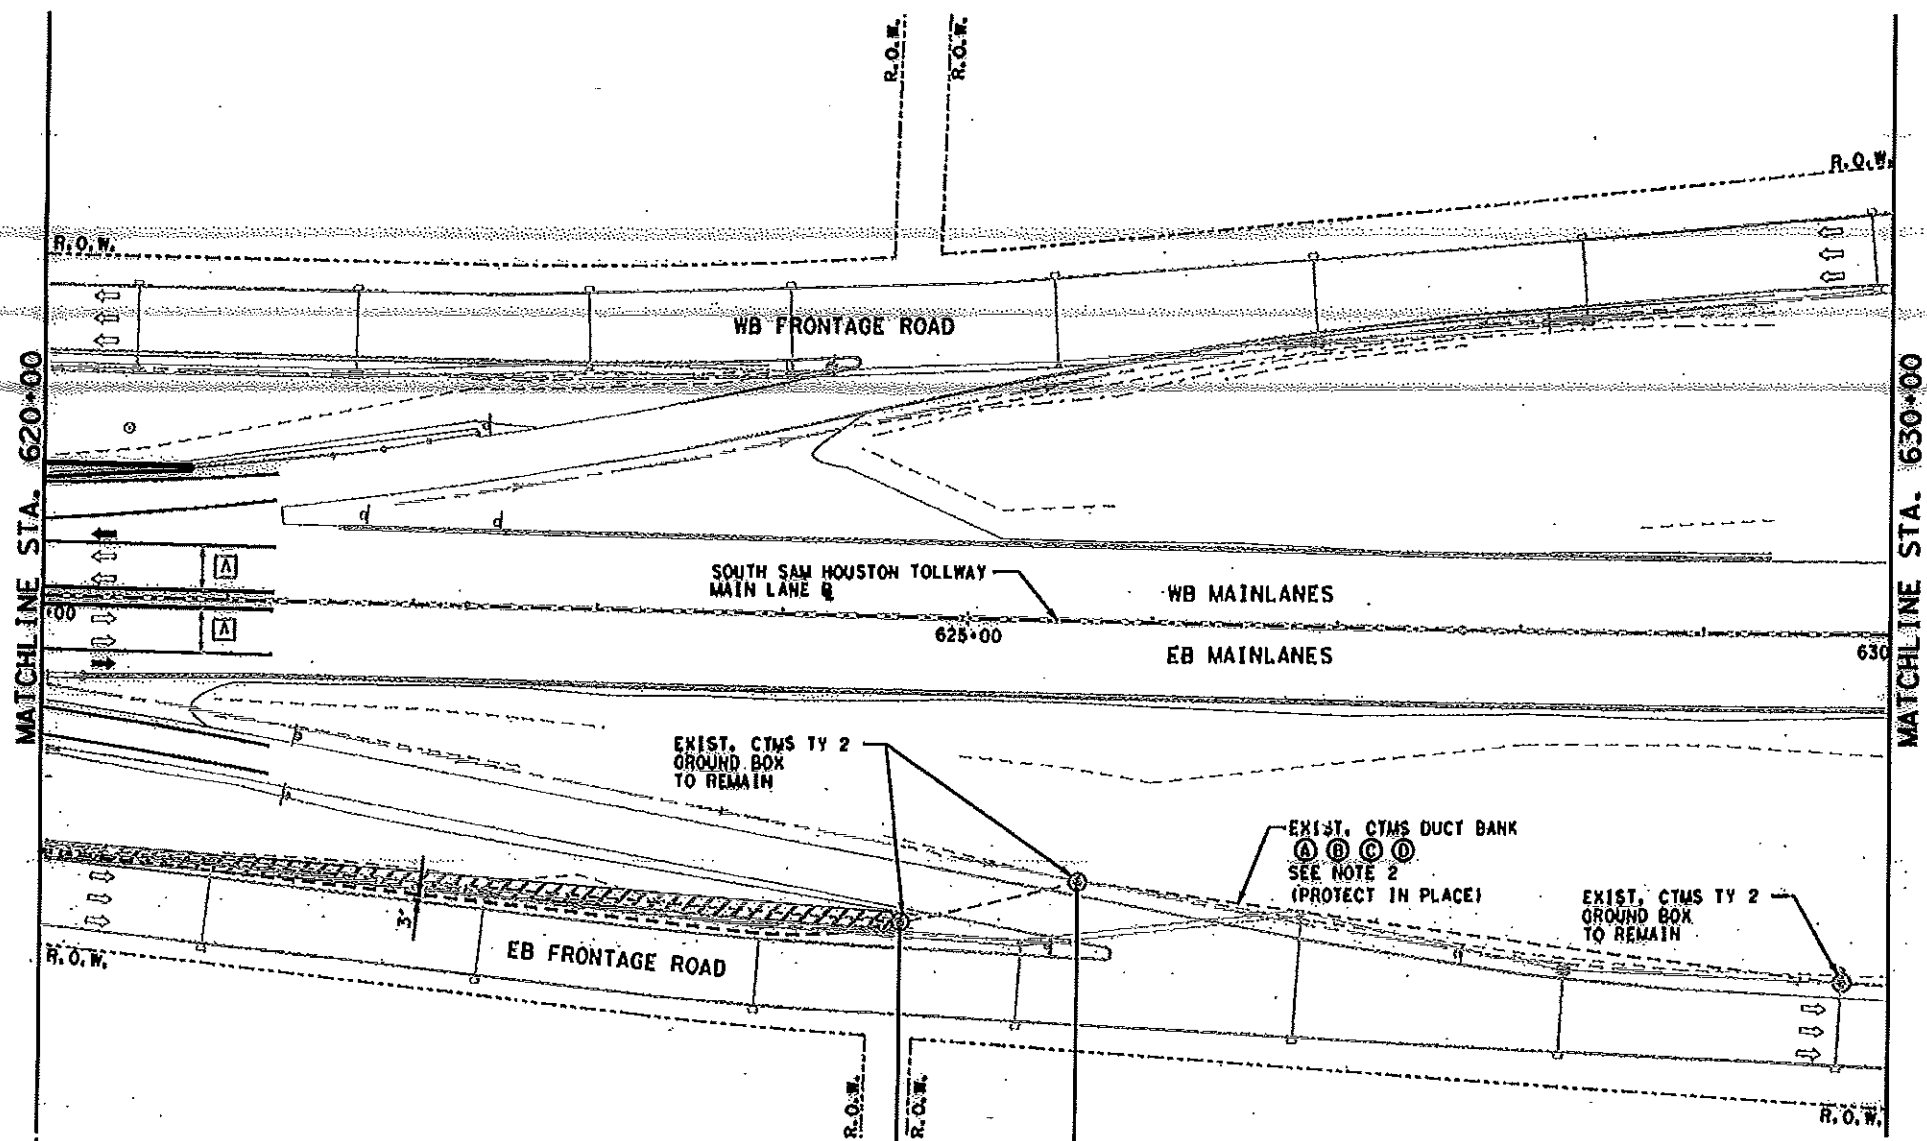 R.O.W.
R.O.W.
R.O.W.
R.O.W.
WB FRONTAGE ROAD
MATCHLINE STA. 620+00
MATCHLINE STA. 630+00
d
d
A
SOUTH SAM HOUSTON TOLLWAY
MAIN LANE ℄
WB MAINLANES
+00
A
625+00
EB MAINLANES
630
EXIST. CTMS TY 2
GROUND BOX
TO REMAIN
EXIST. CTMS DUCT BANK
A B C D
SEE NOTE 2
(PROTECT IN PLACE)
EXIST. CTMS TY 2
GROUND BOX
TO REMAIN
3'
EB FRONTAGE ROAD
R.O.W.
R.O.W.
R.O.W.
R.O.W.